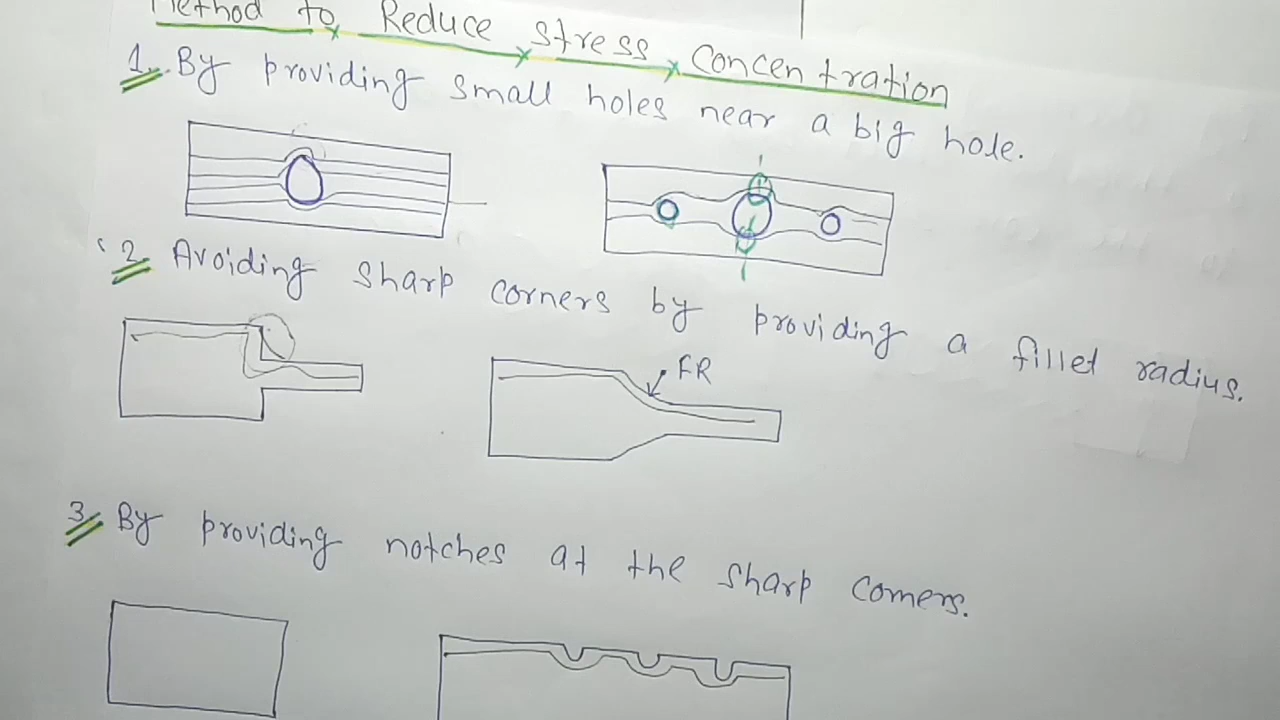 Method to Reduce Stress Concentration
1. By providing small holes near a big hole.
2. Avoiding sharp corners by providing a fillet radius.
FR
3. By providing notches at the sharp corners.